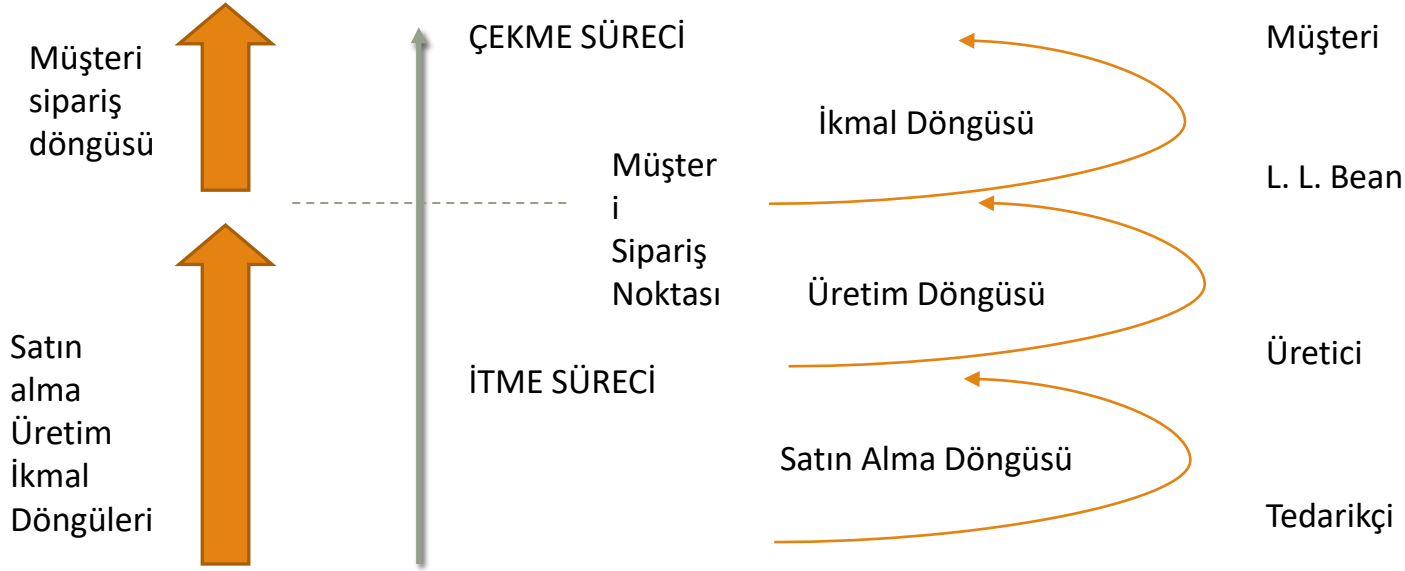 Müşteri
sipariş
döngüsü
ÇEKME SÜRECİ
Müşteri
İkmal Döngüsü
Müşter
i
Sipariş
Noktası
L. L. Bean
Üretim Döngüsü
Satın
alma
Üretim
İkmal
Döngüleri
İTME SÜRECİ
Üretici
Satın Alma Döngüsü
Tedarikçi